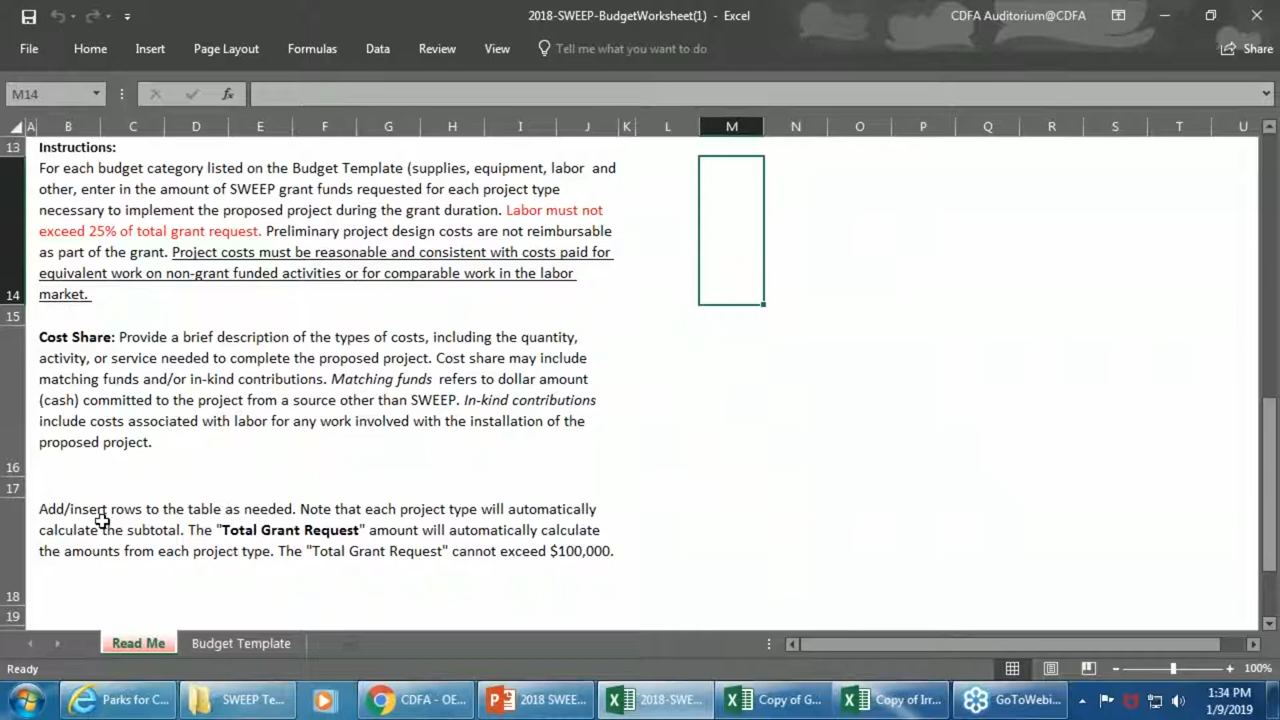 2018-SWEEP-BudgetWorksheet(1) - Excel
CDFA Auditorium@CDFA
File Home Insert Page Layout Formulas Data Review View Tell me what you want to do Share
M14
fx
A B C D E F G H I J K L M N O P Q R S T U
13 Instructions:
For each budget category listed on the Budget Template (supplies, equipment, labor and
other, enter in the amount of SWEEP grant funds requested for each project type
necessary to implement the proposed project during the grant duration. Labor must not
exceed 25% of total grant request. Preliminary project design costs are not reimbursable
as part of the grant. Project costs must be reasonable and consistent with costs paid for
equivalent work on non-grant funded activities or for comparable work in the labor
14 market.
15
Cost Share: Provide a brief description of the types of costs, including the quantity,
activity, or service needed to complete the proposed project. Cost share may include
matching funds and/or in-kind contributions. Matching funds refers to dollar amount
(cash) committed to the project from a source other than SWEEP. In-kind contributions
include costs associated with labor for any work involved with the installation of the
proposed project.
16
17
Add/insert rows to the table as needed. Note that each project type will automatically
calculate the subtotal. The "Total Grant Request" amount will automatically calculate
the amounts from each project type. The "Total Grant Request" cannot exceed $100,000.
18
19
Read Me Budget Template
Ready
100%
Parks for C... SWEEP Te... CDFA - OE... 2018 SWEE... 2018-SWE... Copy of G... Copy of Irr... GoToWebi...
1:34 PM
1/9/2019